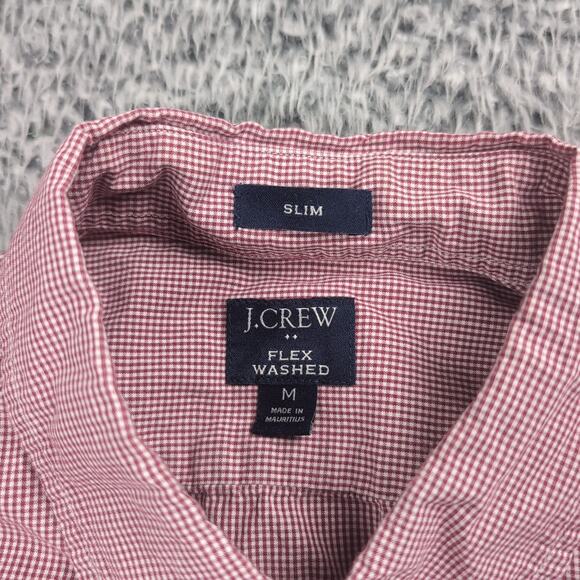 SLIM
J.CREW
FLEX
WASHED
M
MADE IN
MAURITIUS